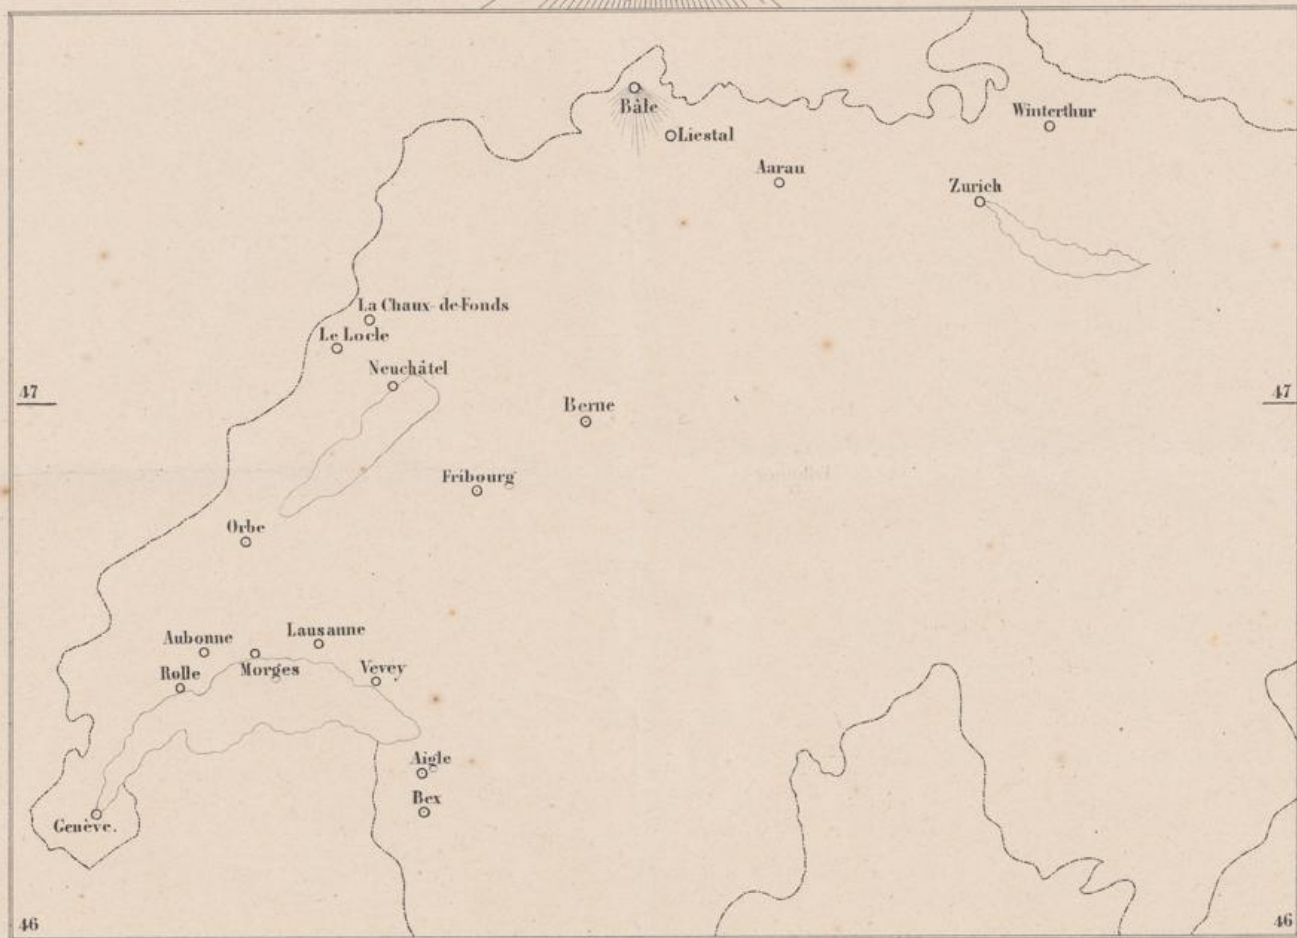 Bâle
Winterthur
Liestal
Aarau
Zurich
La Chaux-de-Fonds
Le Locle
Neuchâtel
47
47
Berne
Fribourg
Orbe
Lausanne
Aubonne
Morges
Vevey
Rolle
Aigle
Bex
Genève.
46
46